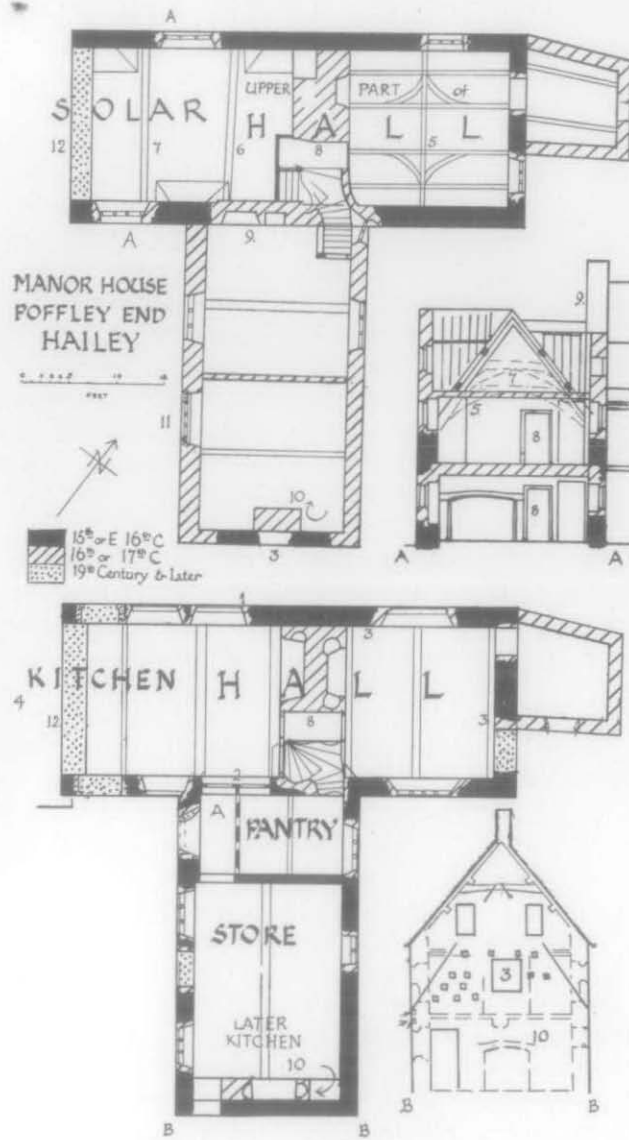 A
UPPER
PART of
SOLAR
HALL
12
7
6
8
5
A
9
MANOR HOUSE
POFFLEY END
HAILEY
FEET
N
11
10
3
15th or E 16th C
16th or 17th C
19th Century & Later
9
7
5
8
8
A
A
1
3
KITCHEN
HALL
4
12
8
3
A
PANTRY
STORE
LATER
KITCHEN
10
B
B
3
10
B
B